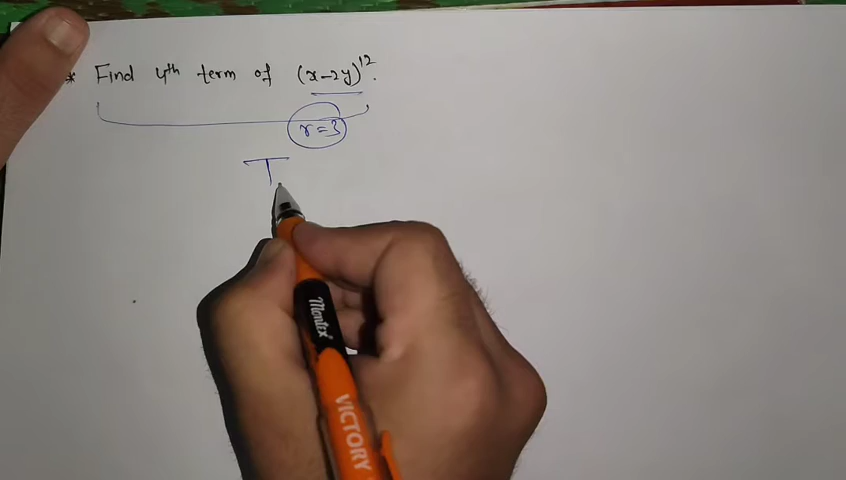 * Find 4th term of (x-2y)¹².
r=3
T
Montex
VICTORY